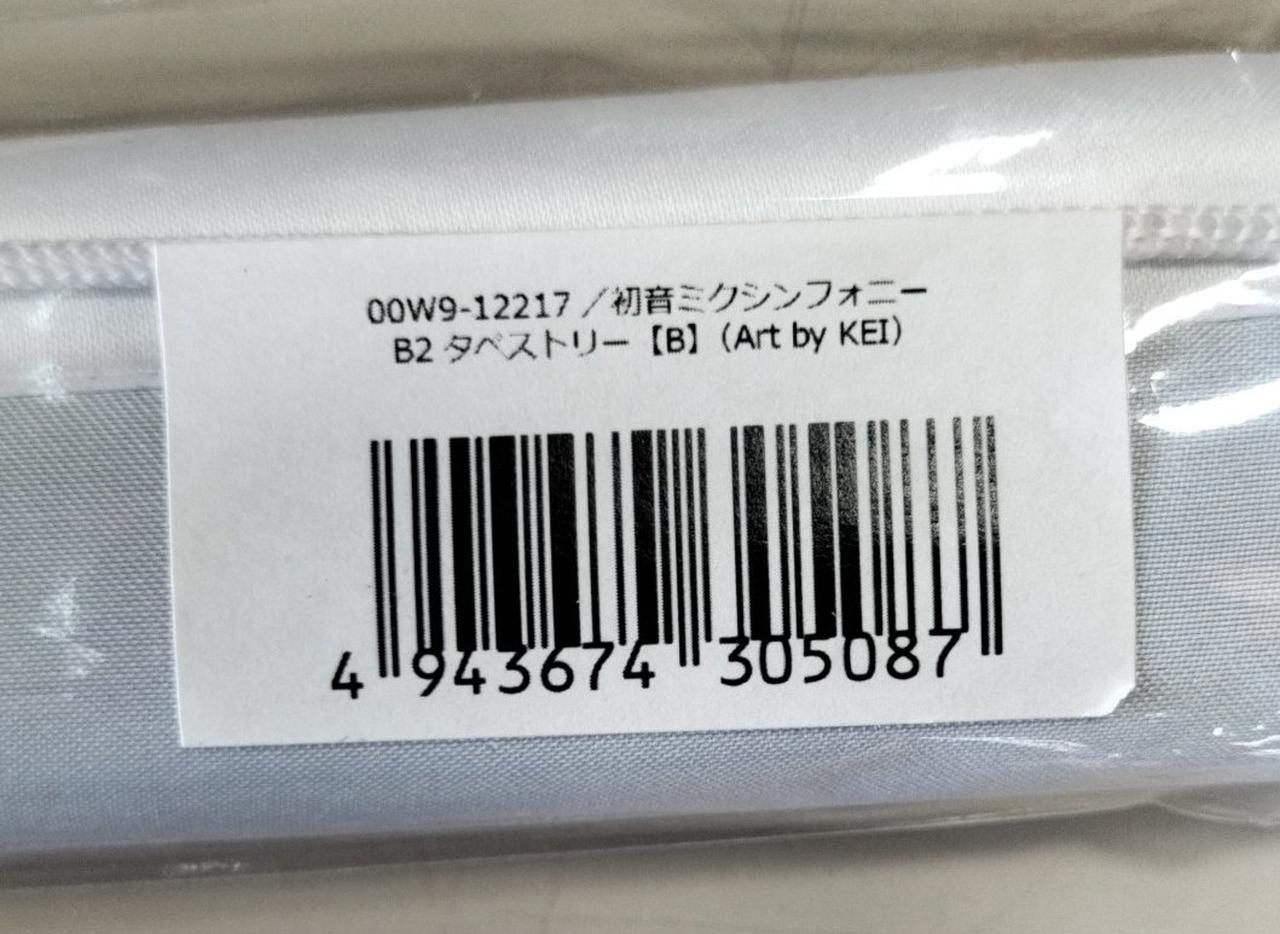 00W9-12217／初音ミクシンフォニー
B2 タペストリー【B】（Art by KEI）
4 943674 305087